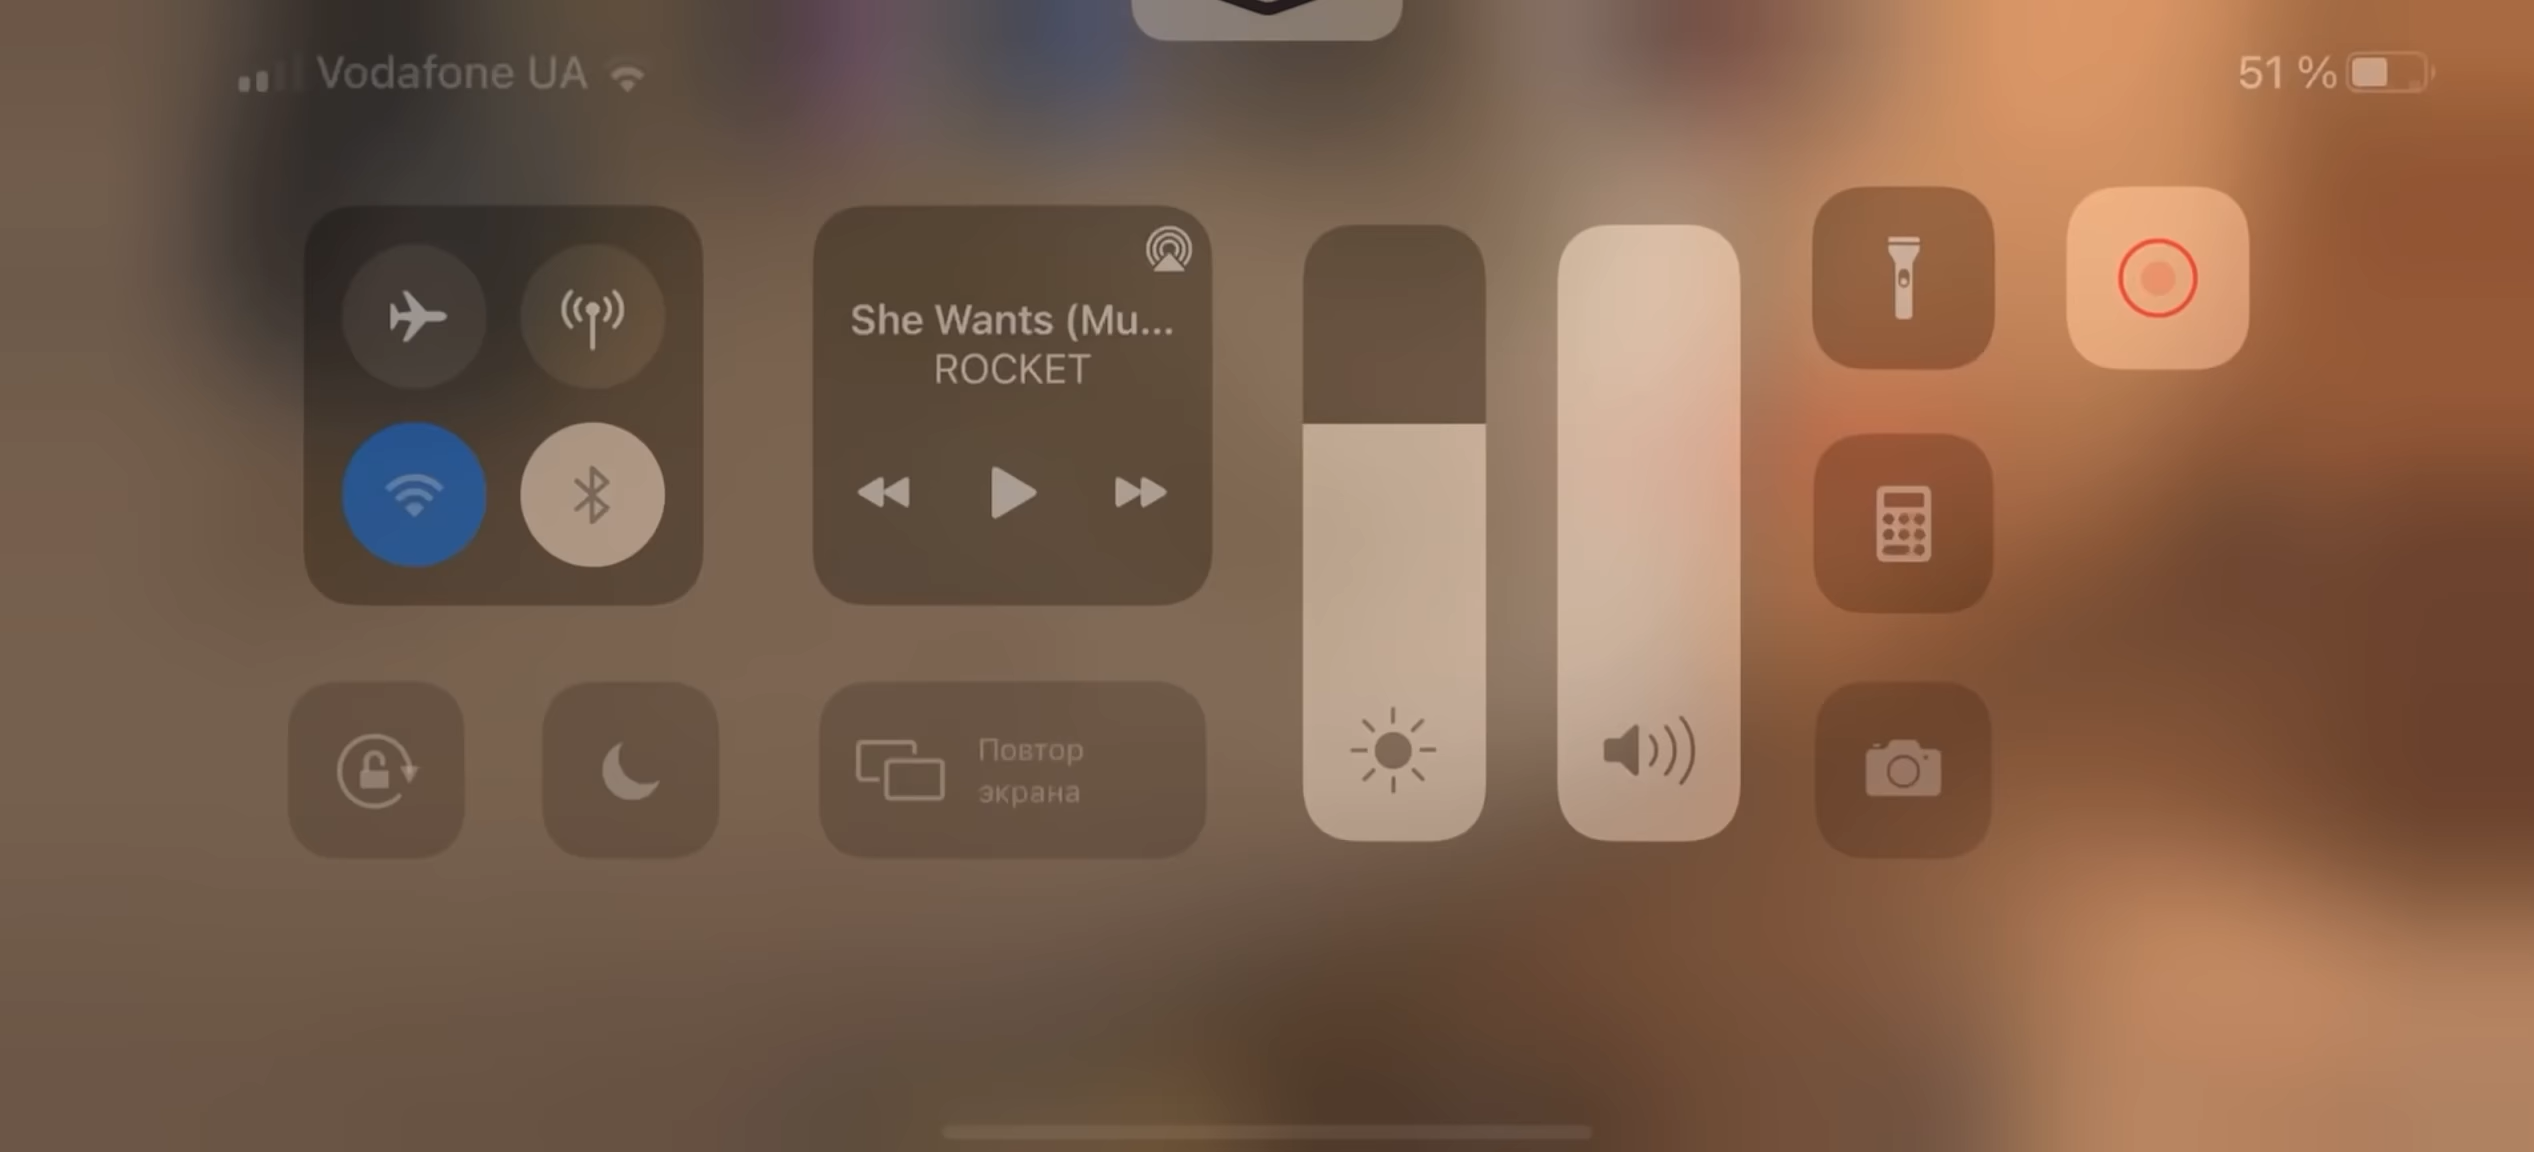 Vodafone UA
51 %
She Wants (Mu...
ROCKET
Повтор
экрана